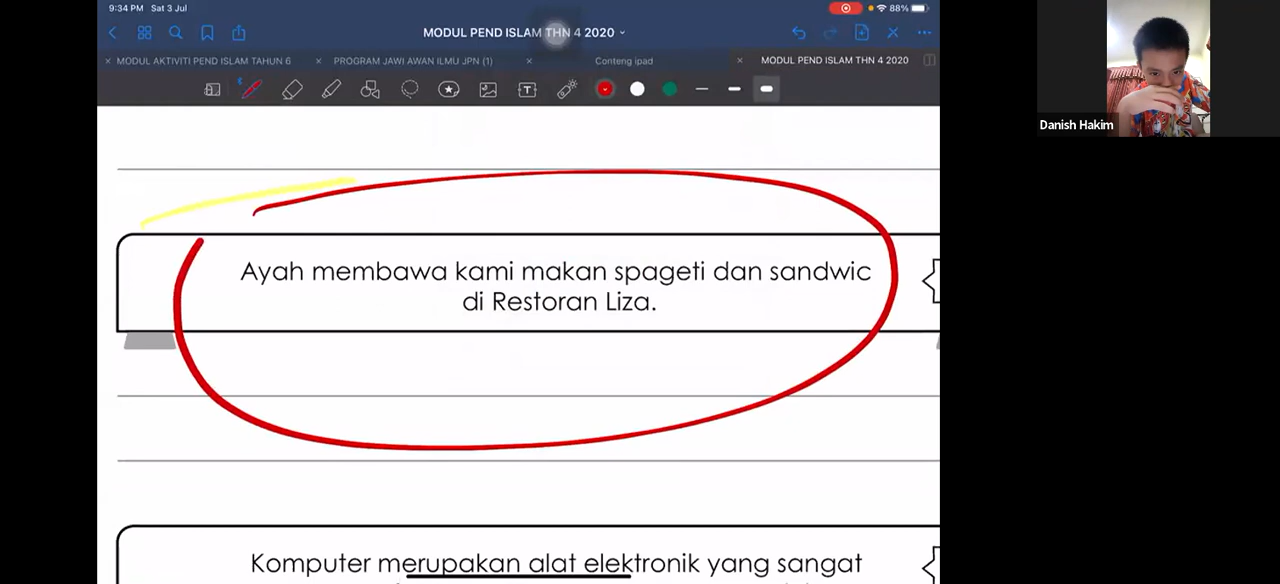 9:34 PM Sat 3 Jul
88%
MODUL PEND ISLAM THN 4 2020
MODUL AKTIVITI PEND ISLAM TAHUN 6
PROGRAM JAWI AWAN ILMU JPN (1)
Conteng ipad
MODUL PEND ISLAM THN 4 2020
Danish Hakim
Ayah membawa kami makan spageti dan sandwic
di Restoran Liza.
Komputer merupakan alat elektronik yang sangat